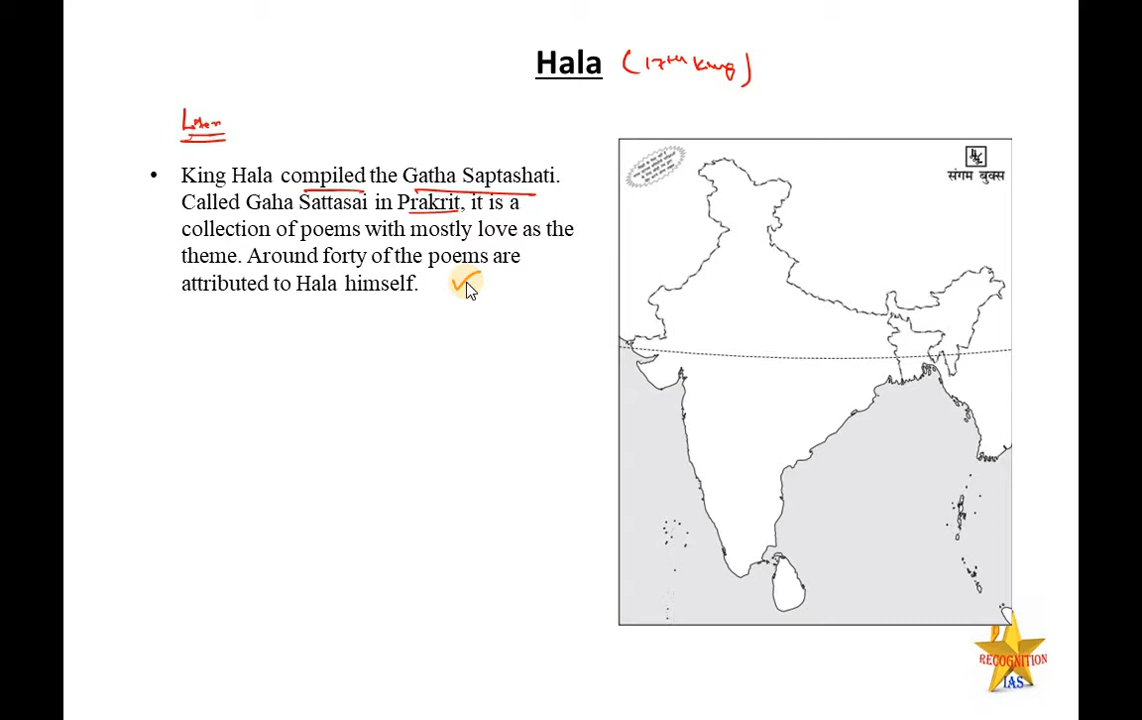 Hala (17th King)
• King Hala compiled the Gatha Saptashati.
Called Gaha Sattasai in Prakrit, it is a
collection of poems with mostly love as the
theme. Around forty of the poems are
attributed to Hala himself.
संगम बुक्स
RECOGNITION
IAS